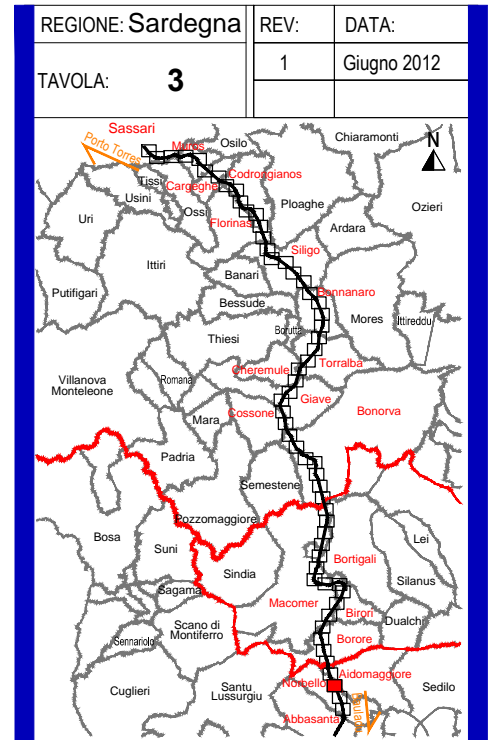 REGIONE: Sardegna
REV:
DATA:
TAVOLA: 3
1
Giugno 2012
Sassari
Porto Torres
Muros
Osilo
Chiaramonti
N
Tissi
Cargeghe
Codrongianos
Usini
Ossi
Ploaghe
Ozieri
Uri
Florinas
Ardara
Ittiri
Siligo
Banari
Putifigari
Bessude
Bonnanaro
Mores
Ittireddu
Thiesi
Borutta
Cheremule
Torralba
Villanova
Monteleone
Romana
Giave
Cossone
Bonorva
Mara
Padria
Semestene
Pozzomaggiore
Bosa
Suni
Lei
Bortigali
Sindia
Silanus
Sagama
Macomer
Birori
Dualchi
Scano di
Montiferro
Sennariolo
Borore
Aidomaggiore
Norbello
Cuglieri
Santu
Lussurgiu
Sedilo
Abbasanta